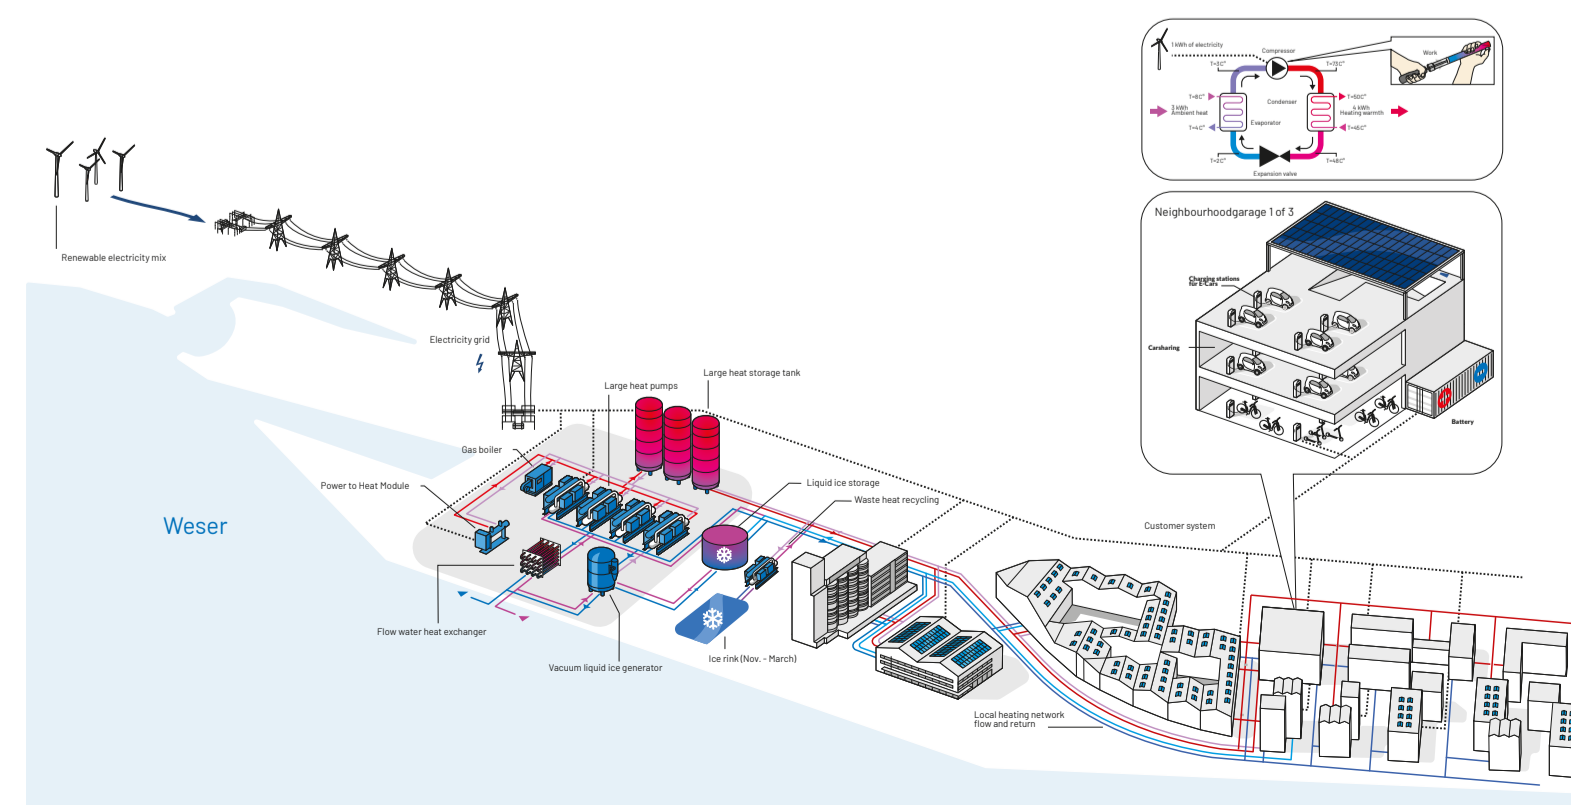 1 kWh of electricity
Compressor
Work
T=3C°
T=73C°
T=8C°
Condenser
T=50C°
3 kWh
Ambient heat
4 kWh
Heating warmth
Evaporator
T=4C°
T=45C°
T=2C°
T=48C°
Expansion valve
Neighbourhoodgarage 1 of 3
Charging stations
für E-Cars
Carsharing
Battery
Renewable electricity mix
Electricity grid
Large heat storage tank
Large heat pumps
Gas boiler
Power to Heat Module
Liquid ice storage
Waste heat recycling
Weser
Customer system
Flow water heat exchanger
Vacuum liquid ice generator
Ice rink (Nov. - March)
Local heating network
flow and return